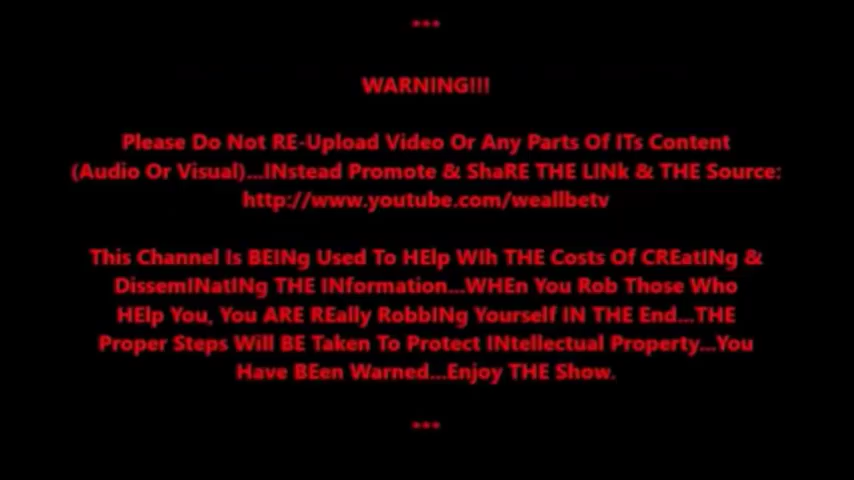 ***
WARNING!!!
Please Do Not RE-Upload Video Or Any Parts Of ITs Content
(Audio Or Visual)...INstead Promote & ShaRE THE LINk & THE Source:
http://www.youtube.com/weallbetv
This Channel Is BEINg Used To HElp WIh THE Costs Of CREatINg &
DissemINatINg THE INformation...WHEn You Rob Those Who
HElp You, You ARE REally RobbINg Yourself IN THE End...THE
Proper Steps Will BE Taken To Protect INtellectual Property...You
Have BEen Warned...Enjoy THE Show.
***